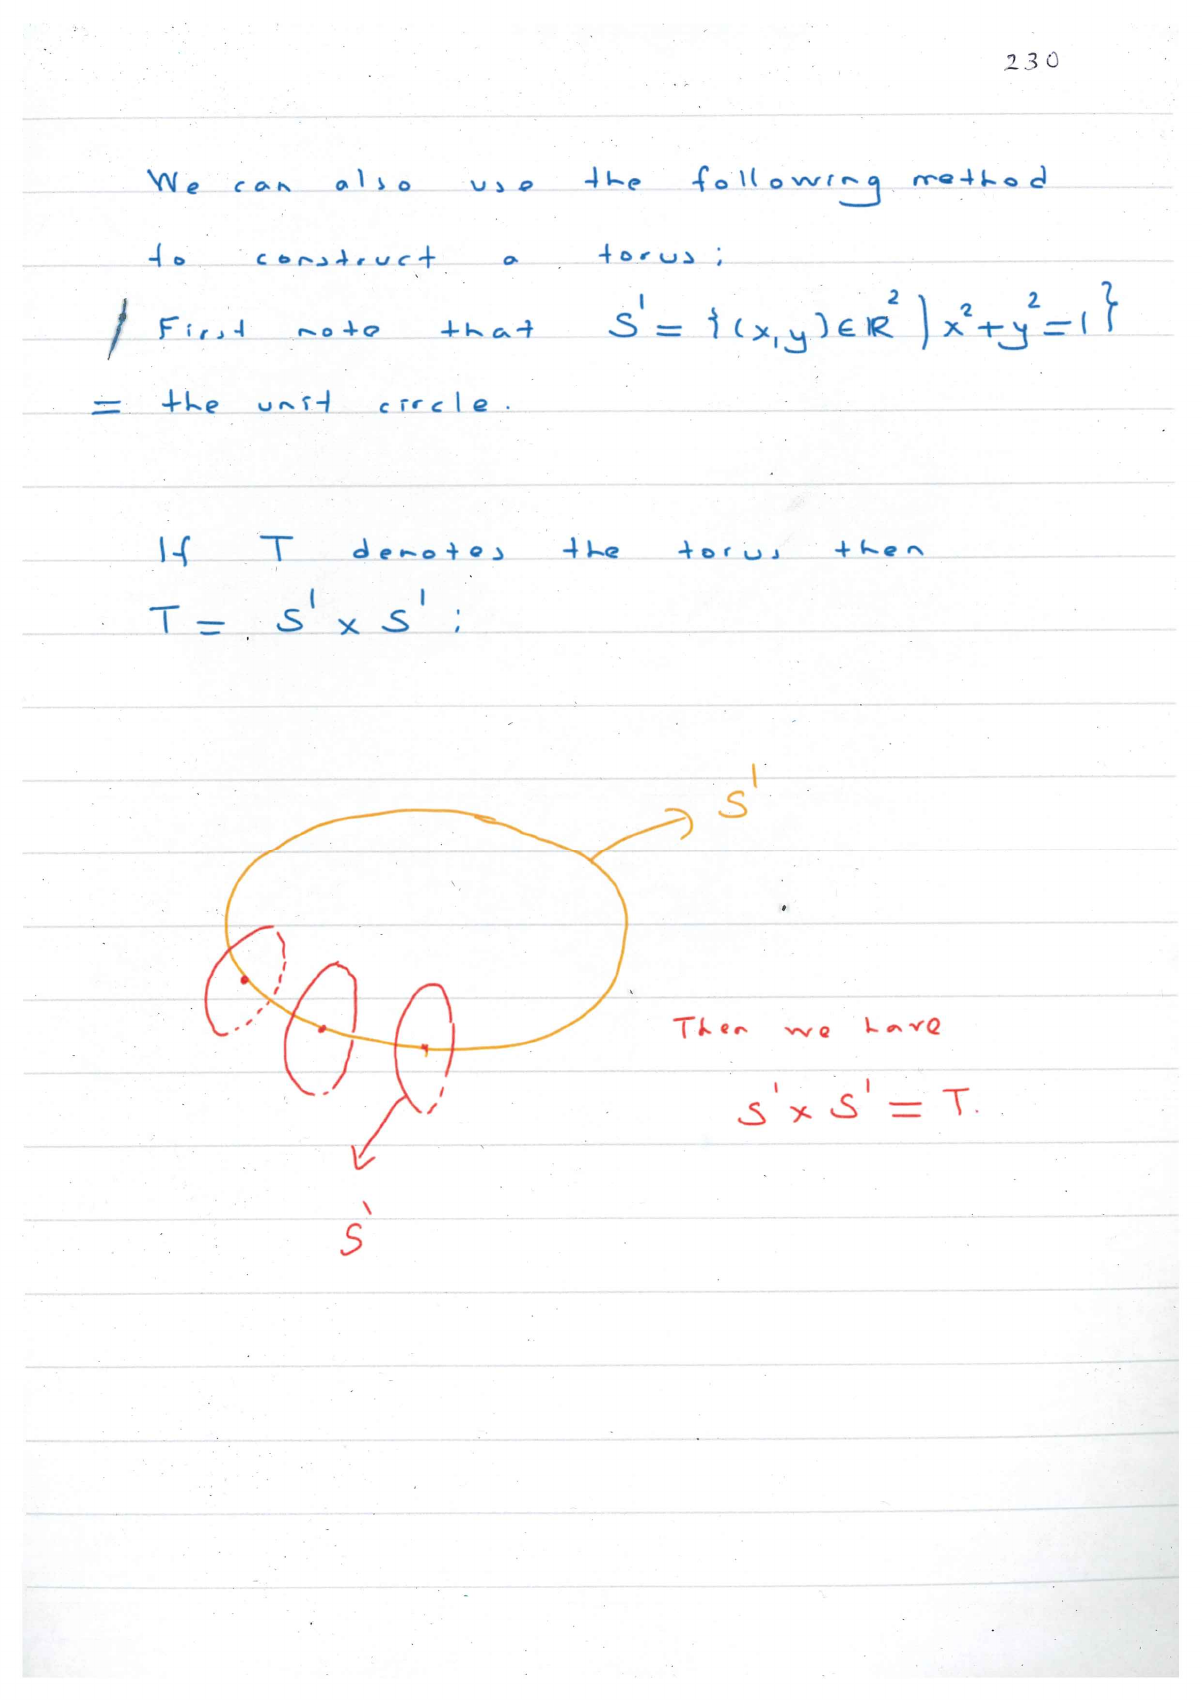 230
We can also use the following method
to construct a torus;
First note that S¹ = {(x,y) ∈ ℝ² | x² + y² = 1}
= the unit circle.
If T denotes the torus then
T = S¹ × S¹ ;
S¹
Then we have
S¹ × S¹ = T.
S¹